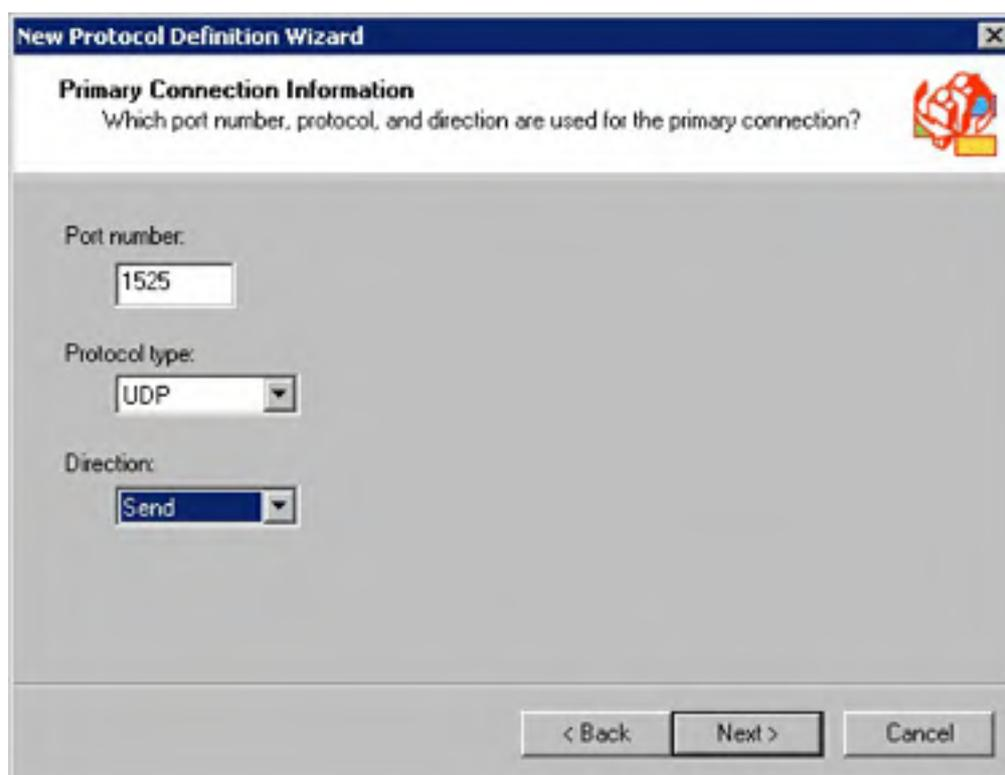 New Protocol Definition Wizard
Primary Connection Information
Which port number, protocol, and direction are used for the primary connection?
Port number:
1525
Protocol type:
UDP
Direction:
Send
< Back
Next >
Cancel